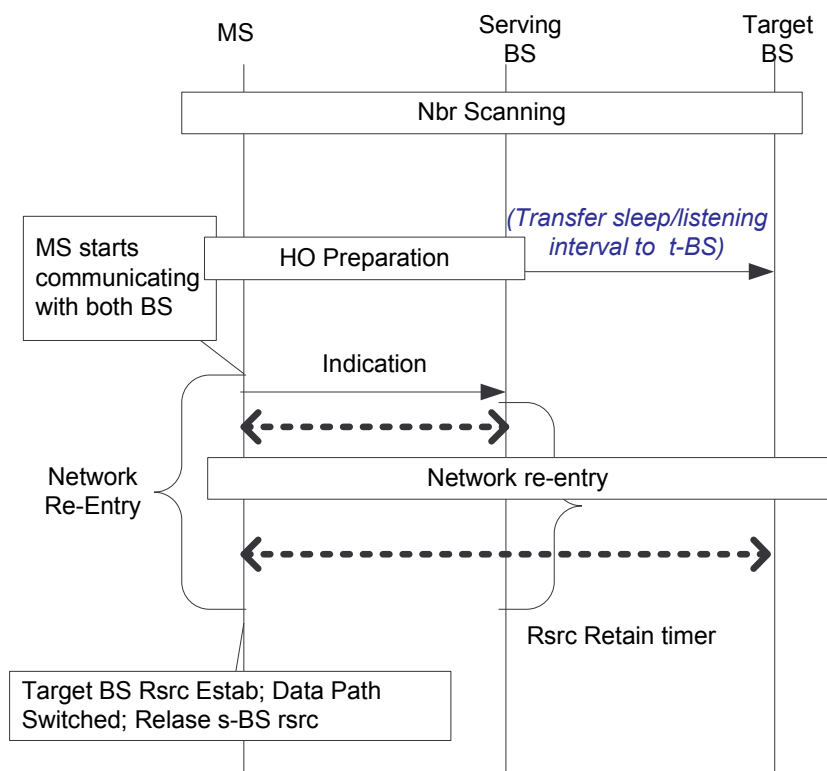 MS
Serving
BS
Target
BS
Nbr Scanning
(Transfer sleep/listening
interval to t-BS)
MS starts
communicating
with both BS
HO Preparation
Indication
Network
Re-Entry
Network re-entry
Rsrc Retain timer
Target BS Rsrc Estab; Data Path
Switched; Relase s-BS rsrc